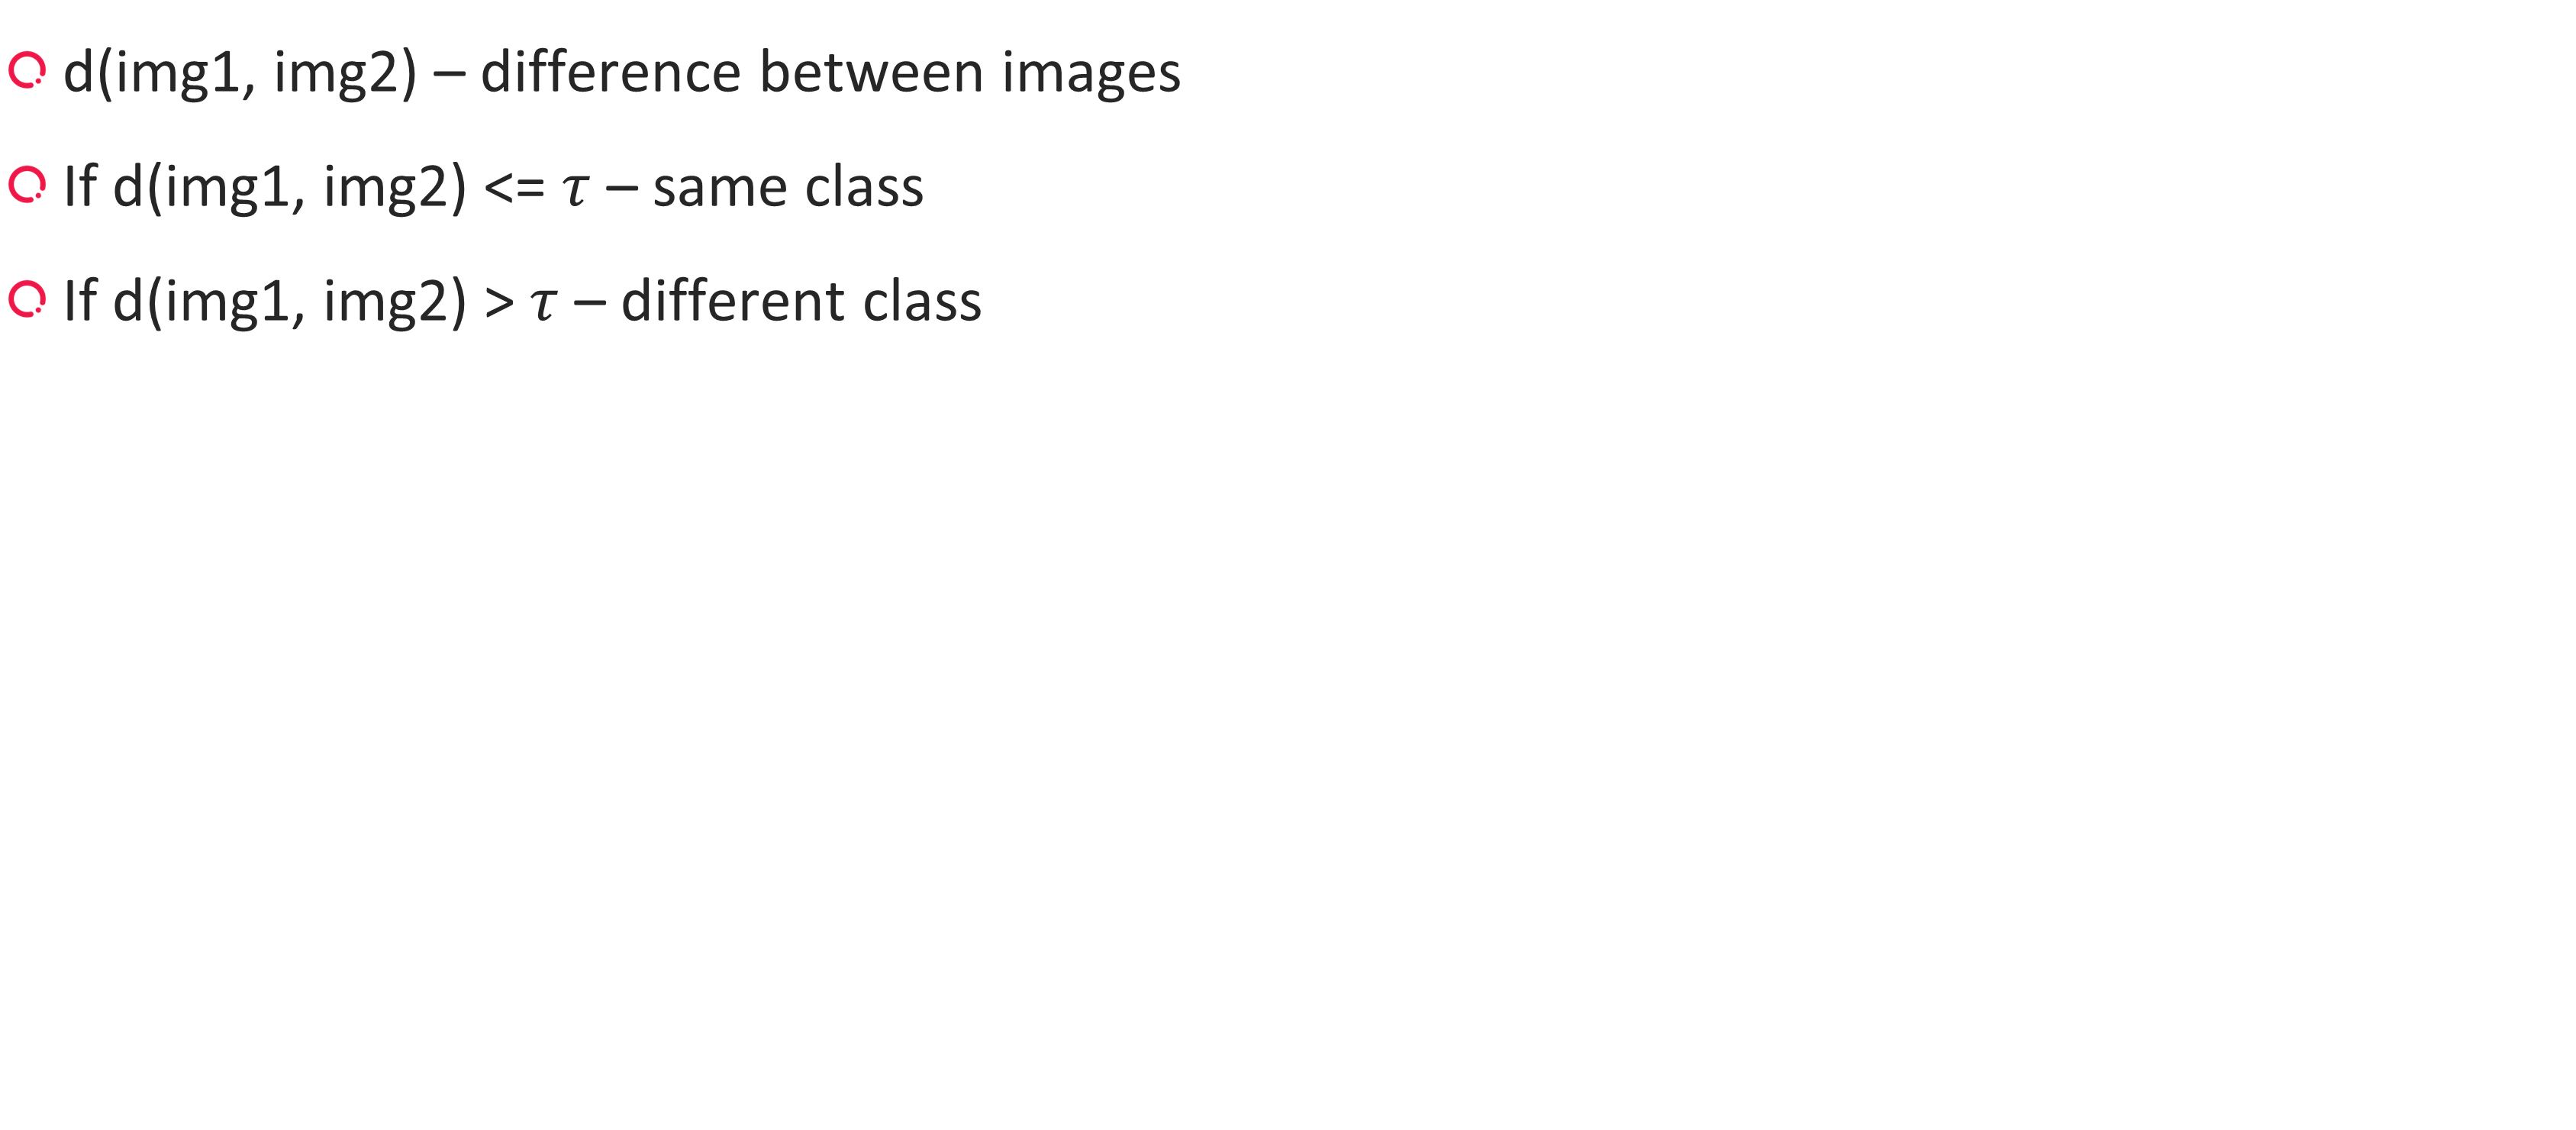 d(img1, img2) – difference between images
If d(img1, img2) <= 𝜏 – same class
If d(img1, img2) > 𝜏 – different class